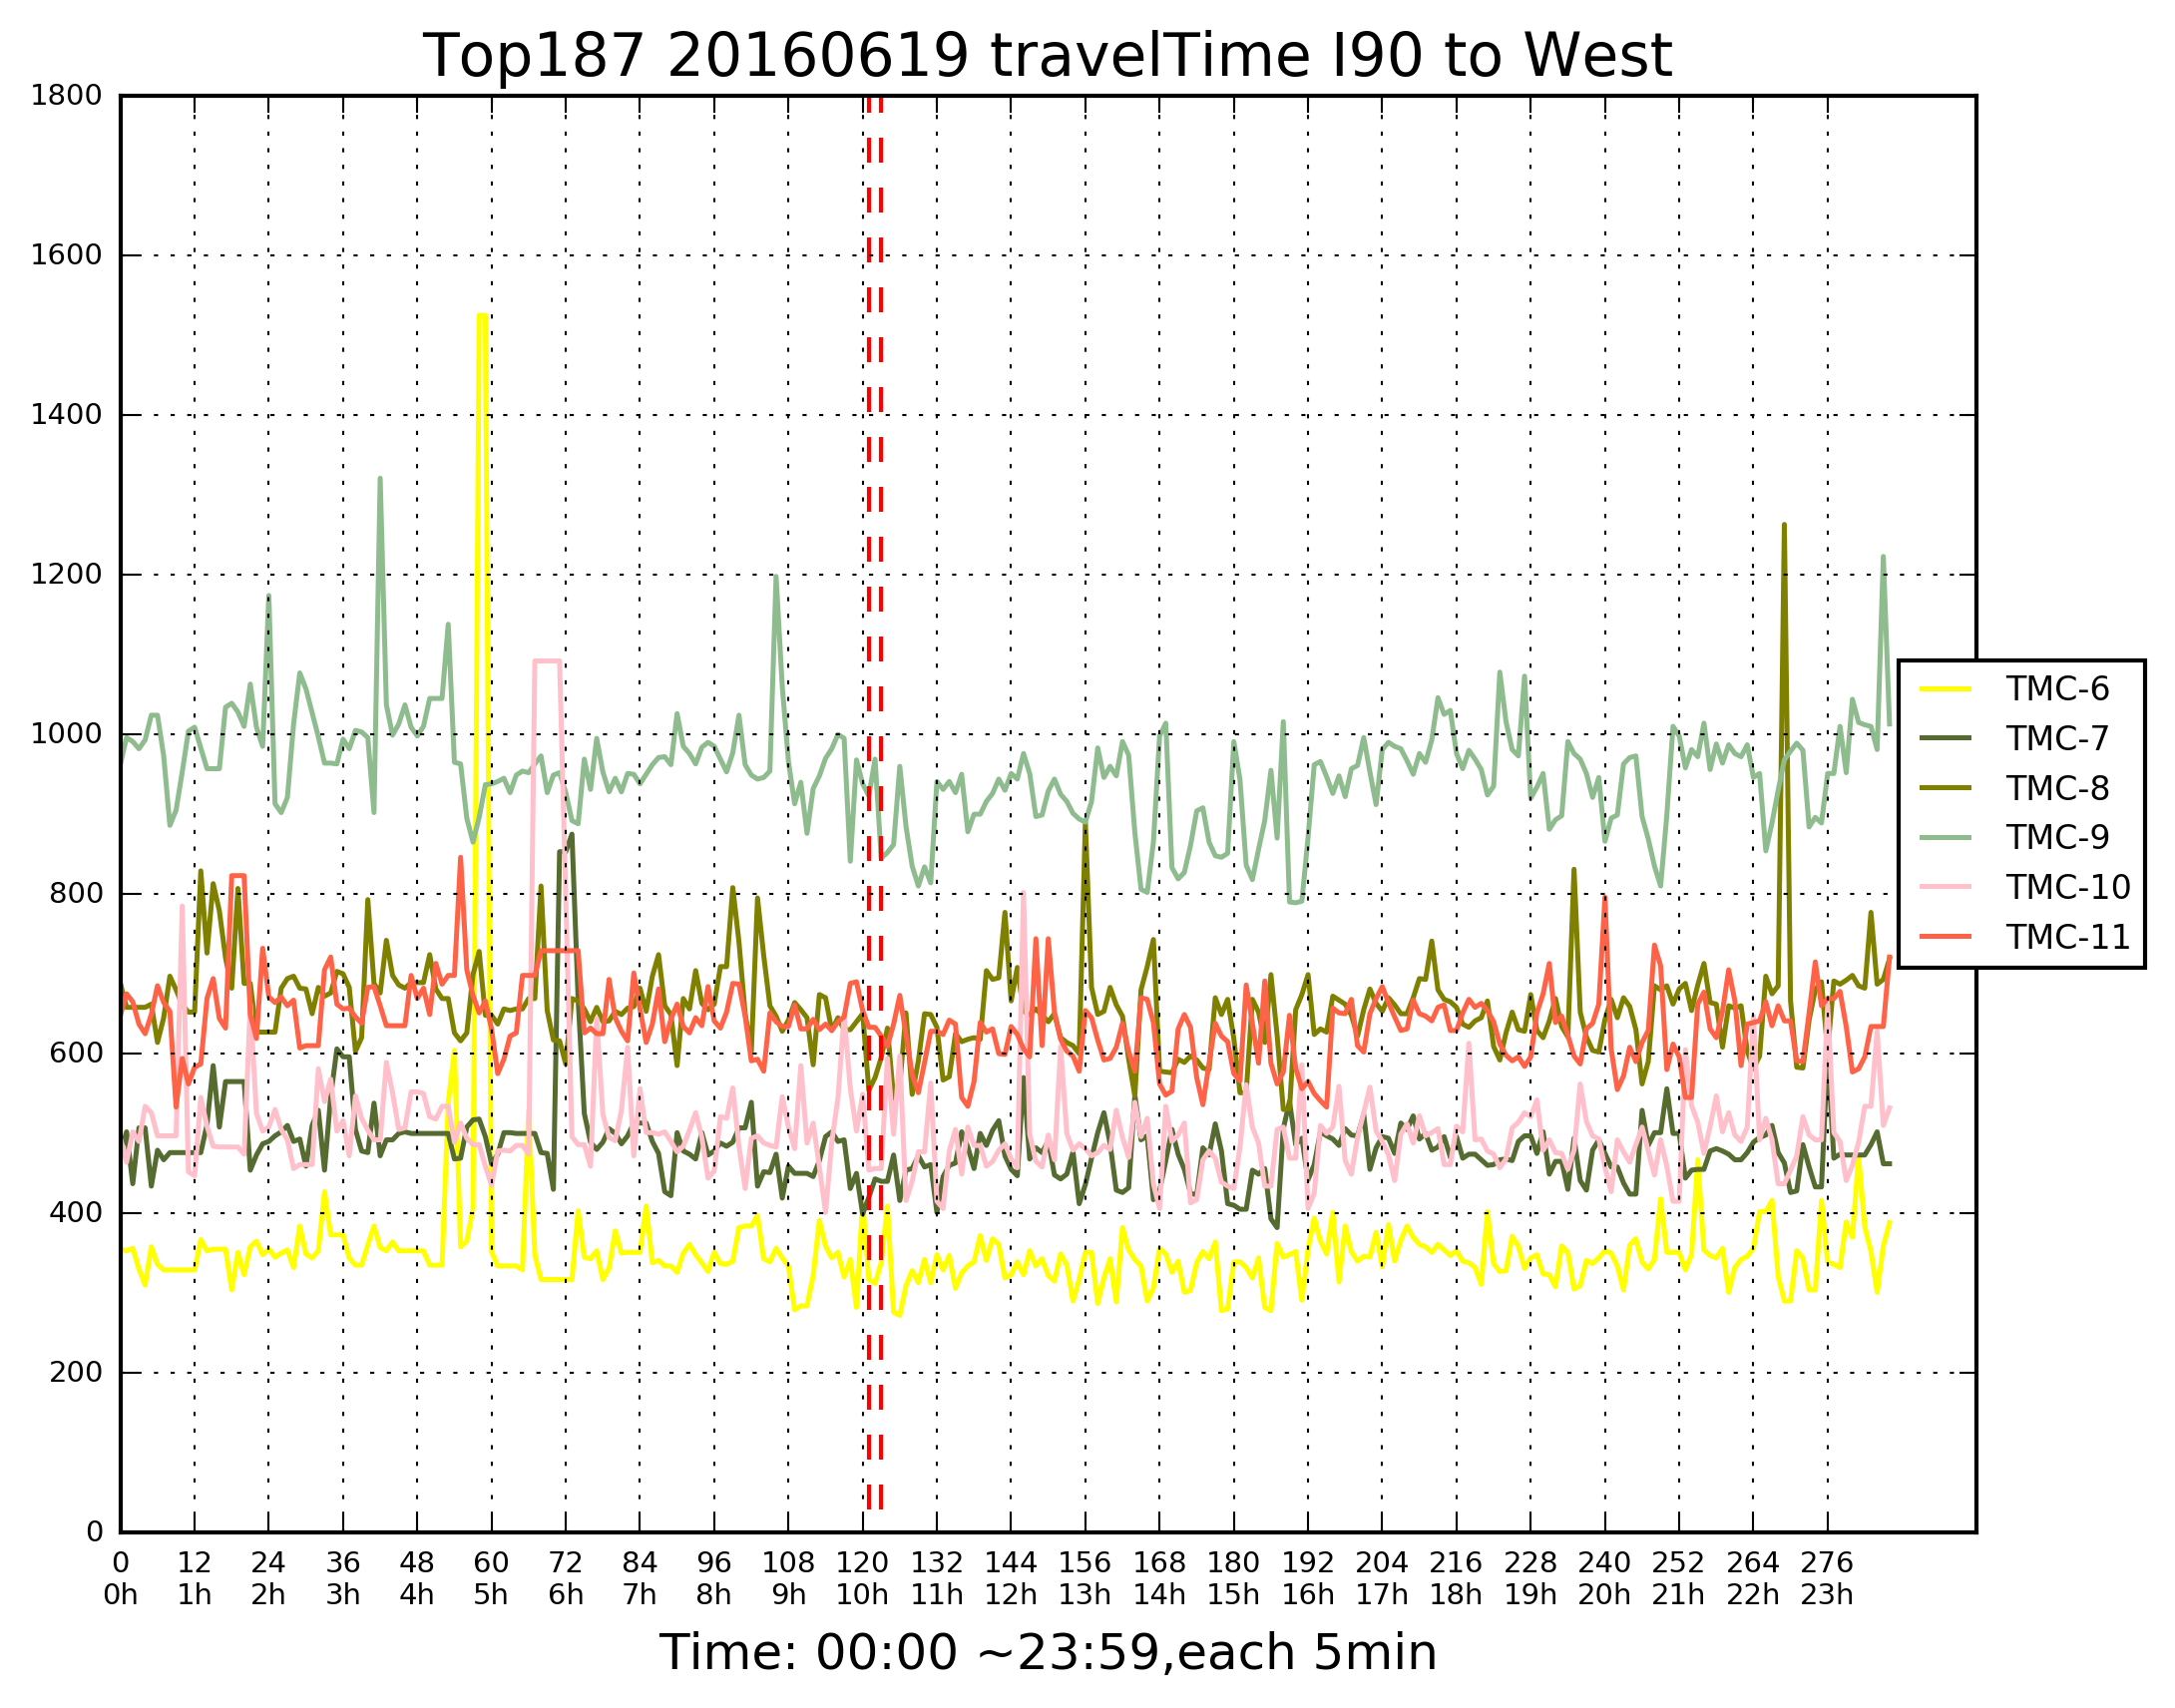 Top187 20160619 travelTime I90 to West
1800
1600
1400
1200
1000
800
600
400
200
0
TMC-6
TMC-7
TMC-8
TMC-9
TMC-10
TMC-11
0 12 24 36 48 60 72 84 96 108 120 132 144 156 168 180 192 204 216 228 240 252 264 276
0h 1h 2h 3h 4h 5h 6h 7h 8h 9h 10h 11h 12h 13h 14h 15h 16h 17h 18h 19h 20h 21h 22h 23h
Time: 00:00 ~23:59,each 5min